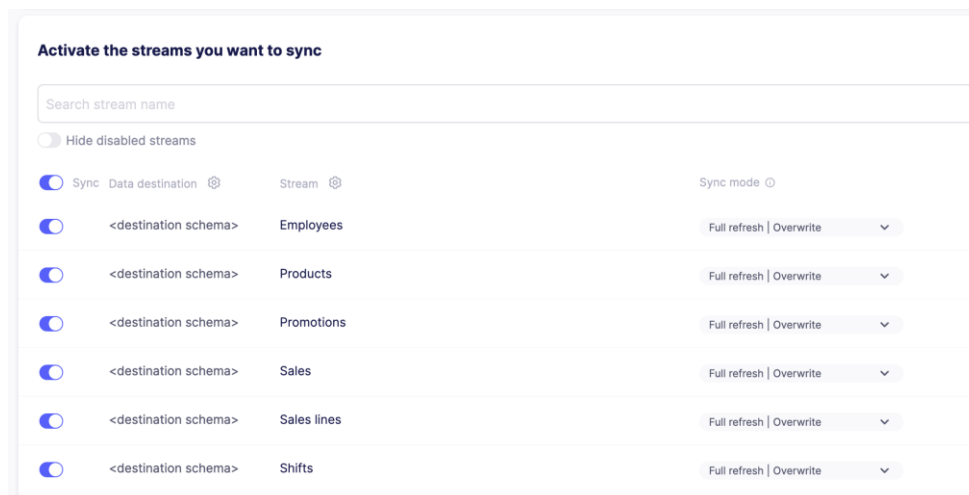 Activate the streams you want to sync
Search stream name
Hide disabled streams
Sync Data destination Stream Sync mode
<destination schema> Employees Full refresh | Overwrite
<destination schema> Products Full refresh | Overwrite
<destination schema> Promotions Full refresh | Overwrite
<destination schema> Sales Full refresh | Overwrite
<destination schema> Sales lines Full refresh | Overwrite
<destination schema> Shifts Full refresh | Overwrite